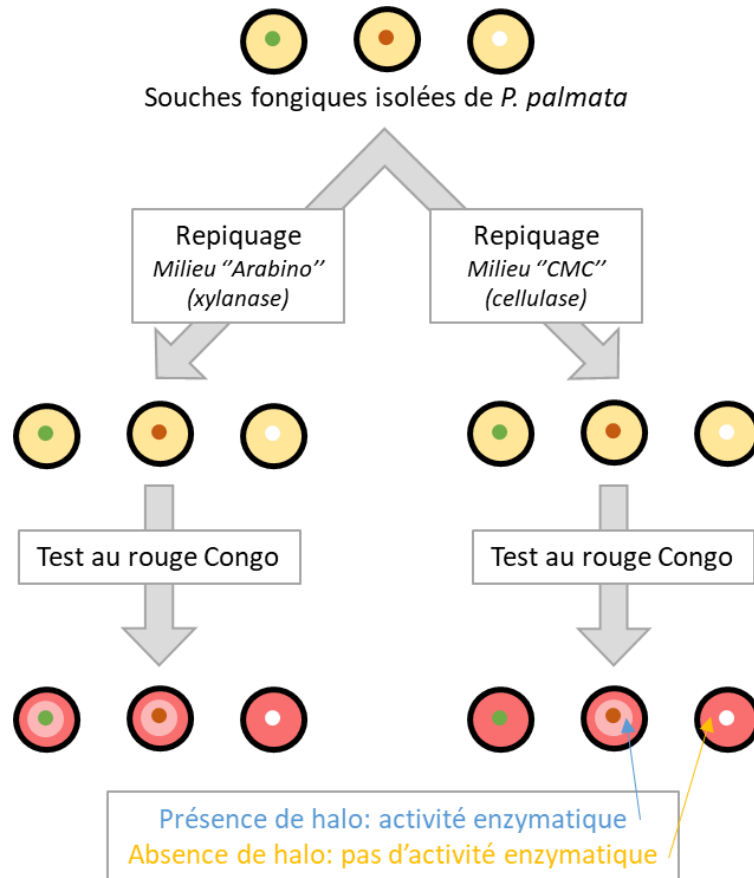 Souches fongiques isolées de P. palmata
Repiquage
Milieu ‘’Arabino’’
(xylanase)
Repiquage
Milieu ‘’CMC’’
(cellulase)
Test au rouge Congo
Test au rouge Congo
Présence de halo: activité enzymatique
Absence de halo: pas d’activité enzymatique